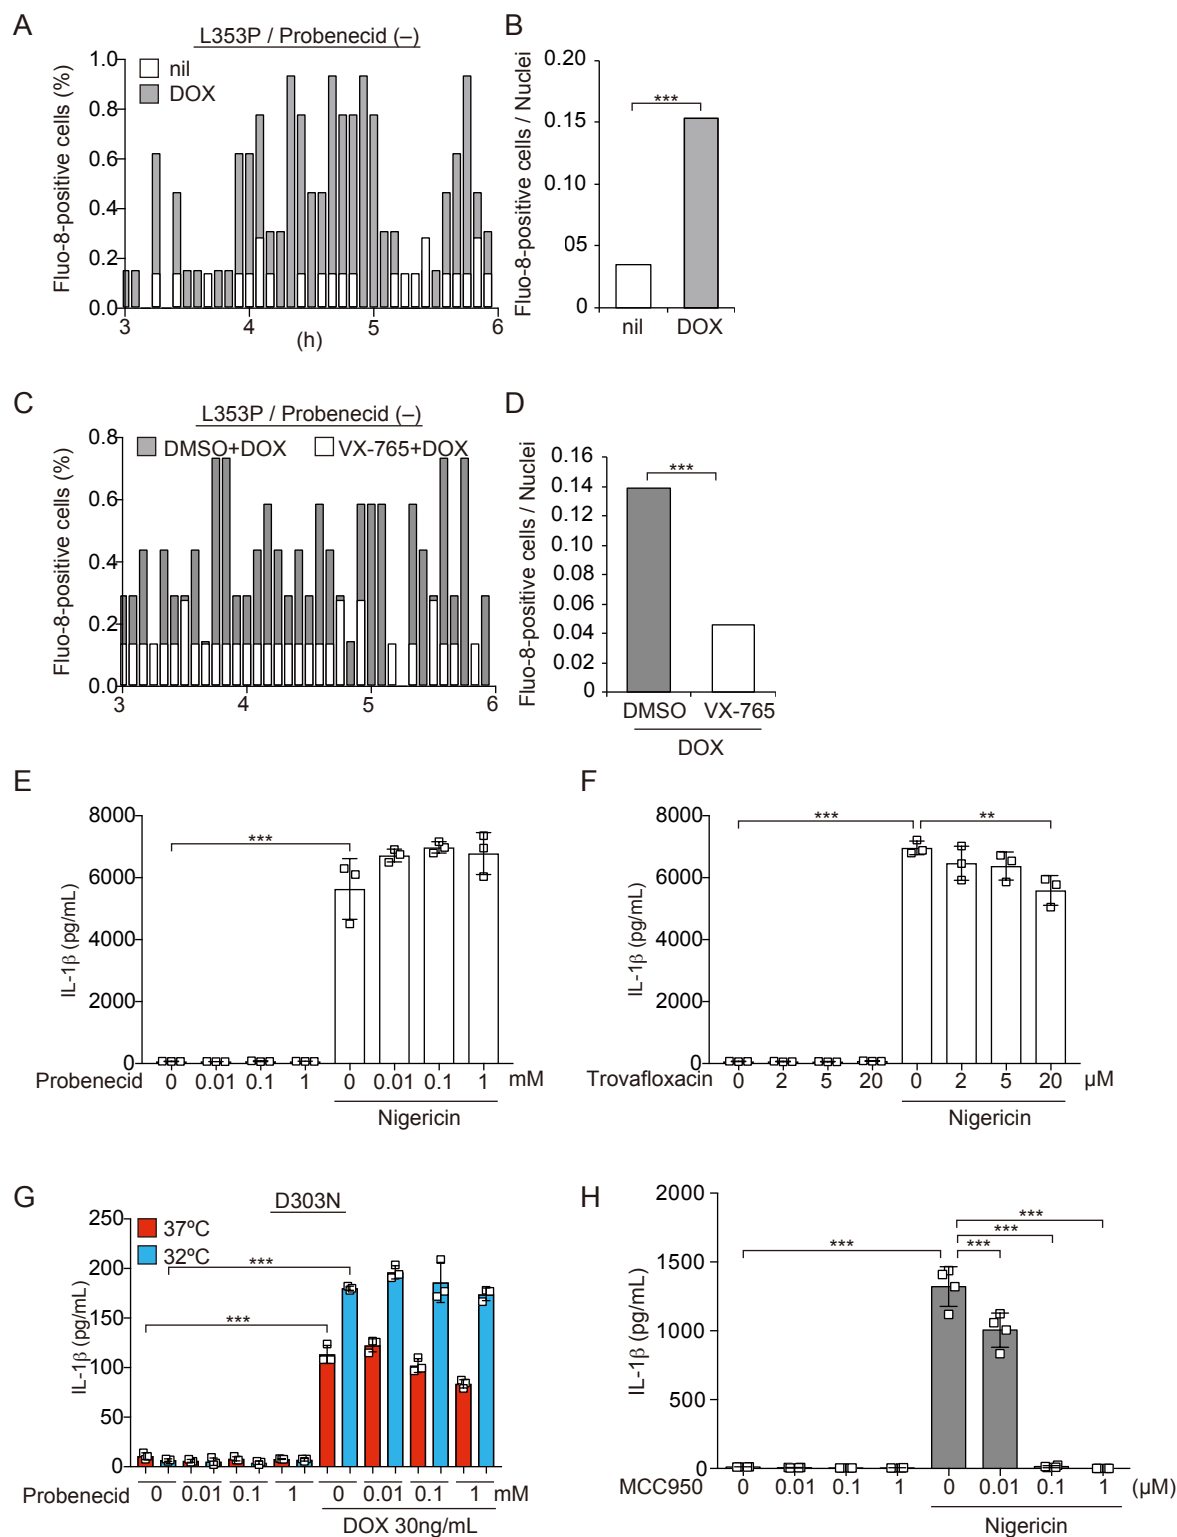 A
L353P / Probenecid (–)
nil
DOX
Fluo-8-positive cells (%)
1.0
0.8
0.6
0.4
0.2
0.0
3
4
5
6
(h)
B
Fluo-8-positive cells / Nuclei
0.20
0.15
0.10
05
0
***
nil
DOX
C
L353P / Probenecid (–)
DMSO+DOX
VX-765+DOX
Fluo-8-positive cells (%)
0.8
0.6
0.4
0.2
0.0
3
4
5
6
D
Fluo-8-positive cells / Nuclei
0.16
0.14
0.12
0.10
0.08
0.06
0.04
0.02
0
***
DMSO
VX-765
DOX
E
IL-1β (pg/mL)
8000
6000
4000
2000
0
***
Probenecid 0 0.01 0.1 1 0 0.01 0.1 1 mM
Nigericin
F
IL-1β (pg/mL)
8000
6000
4000
2000
0
***
**
Trovafloxacin 0 2 5 20 0 2 5 20 µM
Nigericin
G
D303N
37ºC
32ºC
IL-1β (pg/mL)
250
200
150
100
50
0
***
***
Probenecid 0 0.01 0.1 1 0 0.01 0.1 1 mM
DOX 30ng/mL
H
IL-1β (pg/mL)
2000
1500
1000
500
0
***
***
***
***
MCC950 0 0.01 0.1 1 0 0.01 0.1 1 (µM)
Nigericin